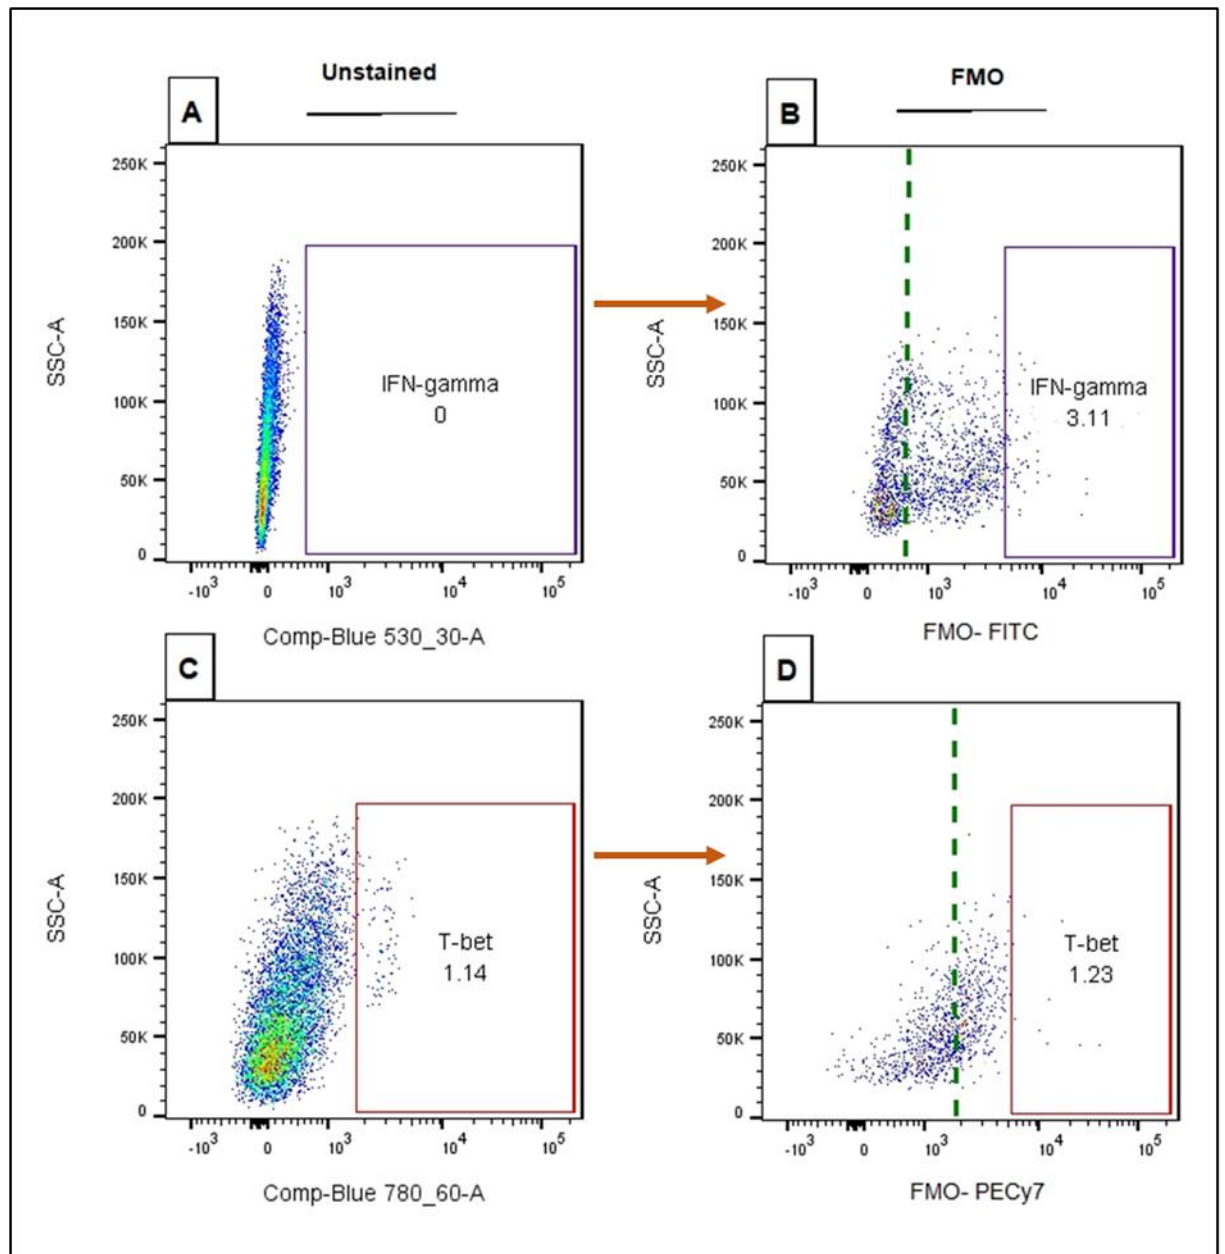 Unstained
FMO
A
B
250K
200K
150K
100K
50K
0
SSC-A
IFN-gamma
0
-10³ 0 10³ 10⁴ 10⁵
Comp-Blue 530_30-A
250K
200K
150K
100K
50K
0
SSC-A
IFN-gamma
3.11
-10³ 0 10³ 10⁴ 10⁵
FMO- FITC
C
D
250K
200K
150K
100K
50K
0
SSC-A
T-bet
1.14
-10³ 0 10³ 10⁴ 10⁵
Comp-Blue 780_60-A
250K
200K
150K
100K
50K
0
SSC-A
T-bet
1.23
-10³ 0 10³ 10⁴ 10⁵
FMO- PECy7